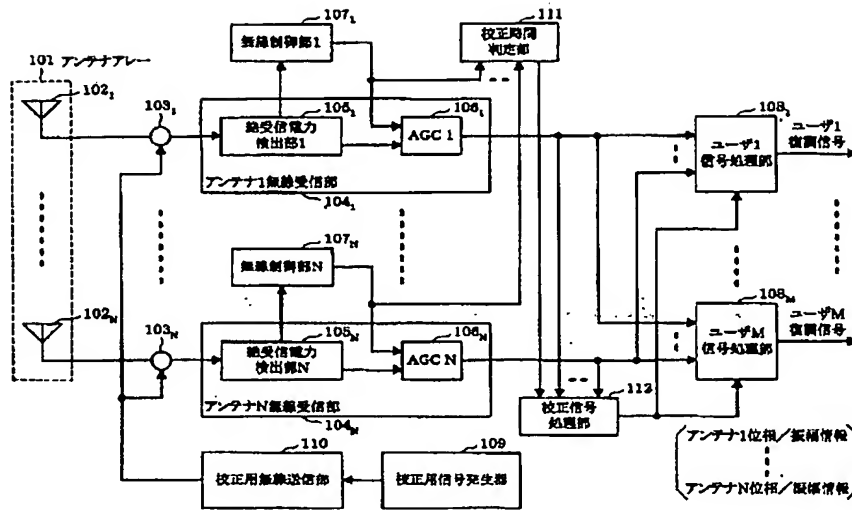 107₁
無線制御部1
111
校正時間
判定部
101 アンテナアレー
102₁
103₁
105₁
総受信電力
検出部1
106₁
AGC 1
アンテナ1無線受信部
104₁
108₁
ユーザ1
信号処理部
ユーザ1
復調信号
107N
無線制御部N
102N
103N
105N
総受信電力
検出部N
106N
AGC N
アンテナN無線受信部
104N
108M
ユーザM
信号処理部
ユーザM
復調信号
112
校正信号
処理部
110
校正用無線送信部
109
校正用信号発生器
アンテナ1位相/振幅情報
アンテナN位相/振幅情報